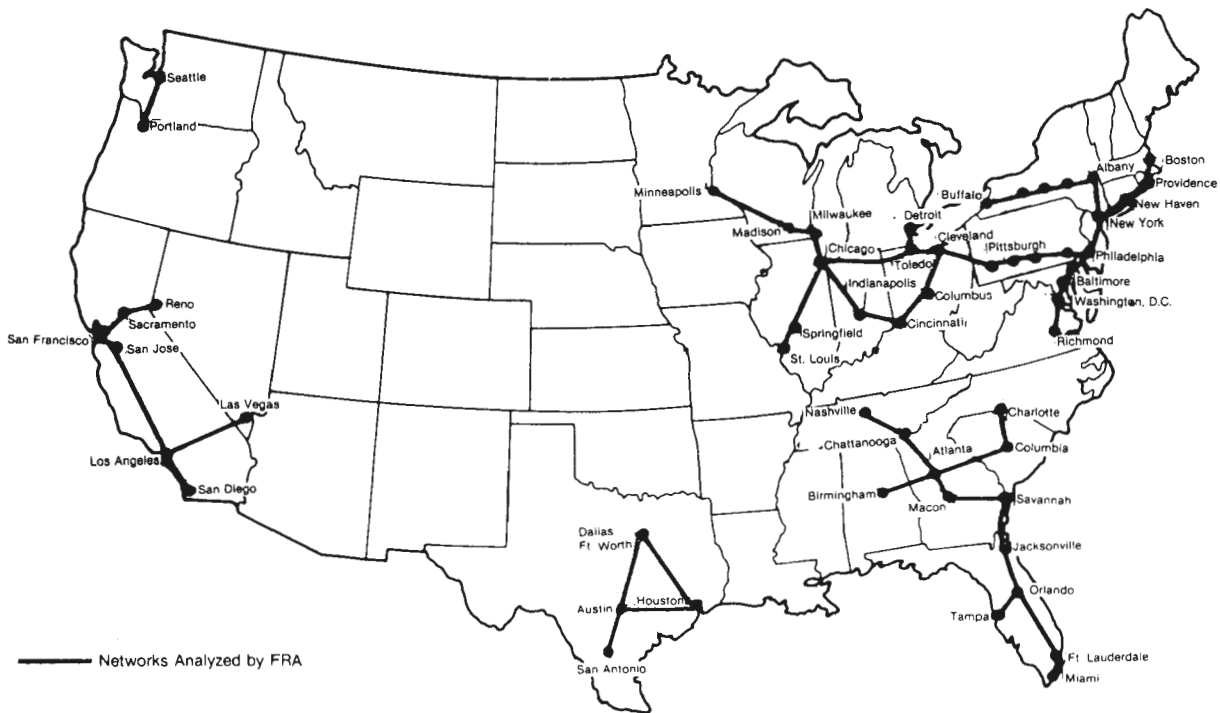 Seattle
Portland
Minneapolis
Madison
Milwaukee
Chicago
Detroit
Toledo
Cleveland
Buffalo
Albany
Boston
Providence
New Haven
New York
Pittsburgh
Philadelphia
Baltimore
Washington, D.C.
Richmond
Indianapolis
Columbus
Cincinnati
Springfield
St. Louis
Reno
Sacramento
San Francisco
San Jose
Las Vegas
Los Angeles
San Diego
Nashville
Chattanooga
Atlanta
Charlotte
Columbia
Birmingham
Macon
Savannah
Jacksonville
Orlando
Tampa
Ft Lauderdale
Miami
Dallas
Ft Worth
Austin
Houston
San Antonio
Networks Analyzed by FRA